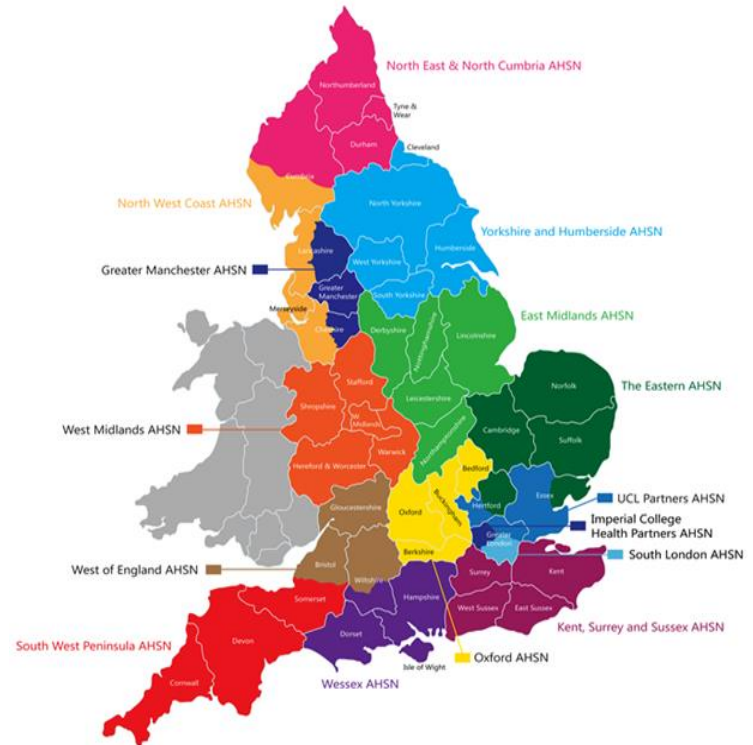 North East & North Cumbria AHSN
Northumberland
Tyne &
Wear
Durham
Cleveland
Cumbria
North West Coast AHSN
North Yorkshire
Yorkshire and Humberside AHSN
Humberside
Lancashire
West Yorkshire
Greater Manchester AHSN
Greater
Manchester
South Yorkshire
Merseyside
Cheshire
Derbyshire
Nottinghamshire
Lincolnshire
East Midlands AHSN
Stafford
Shropshire
Leicestershire
Norfolk
The Eastern AHSN
W.
Midlands
West Midlands AHSN
Cambridge
Suffolk
Hereford & Worcester
Warwick
Northamptonshire
Bedford
Gloucestershire
Oxford
Buckingham
Hertford
Essex
UCL Partners AHSN
Imperial College
Health Partners AHSN
Greater
London
South London AHSN
Berkshire
West of England AHSN
Bristol
Wiltshire
Surrey
Kent
Somerset
Hampshire
West Sussex
East Sussex
Kent, Surrey and Sussex AHSN
South West Peninsula AHSN
Devon
Dorset
Isle of Wight
Oxford AHSN
Cornwall
Wessex AHSN